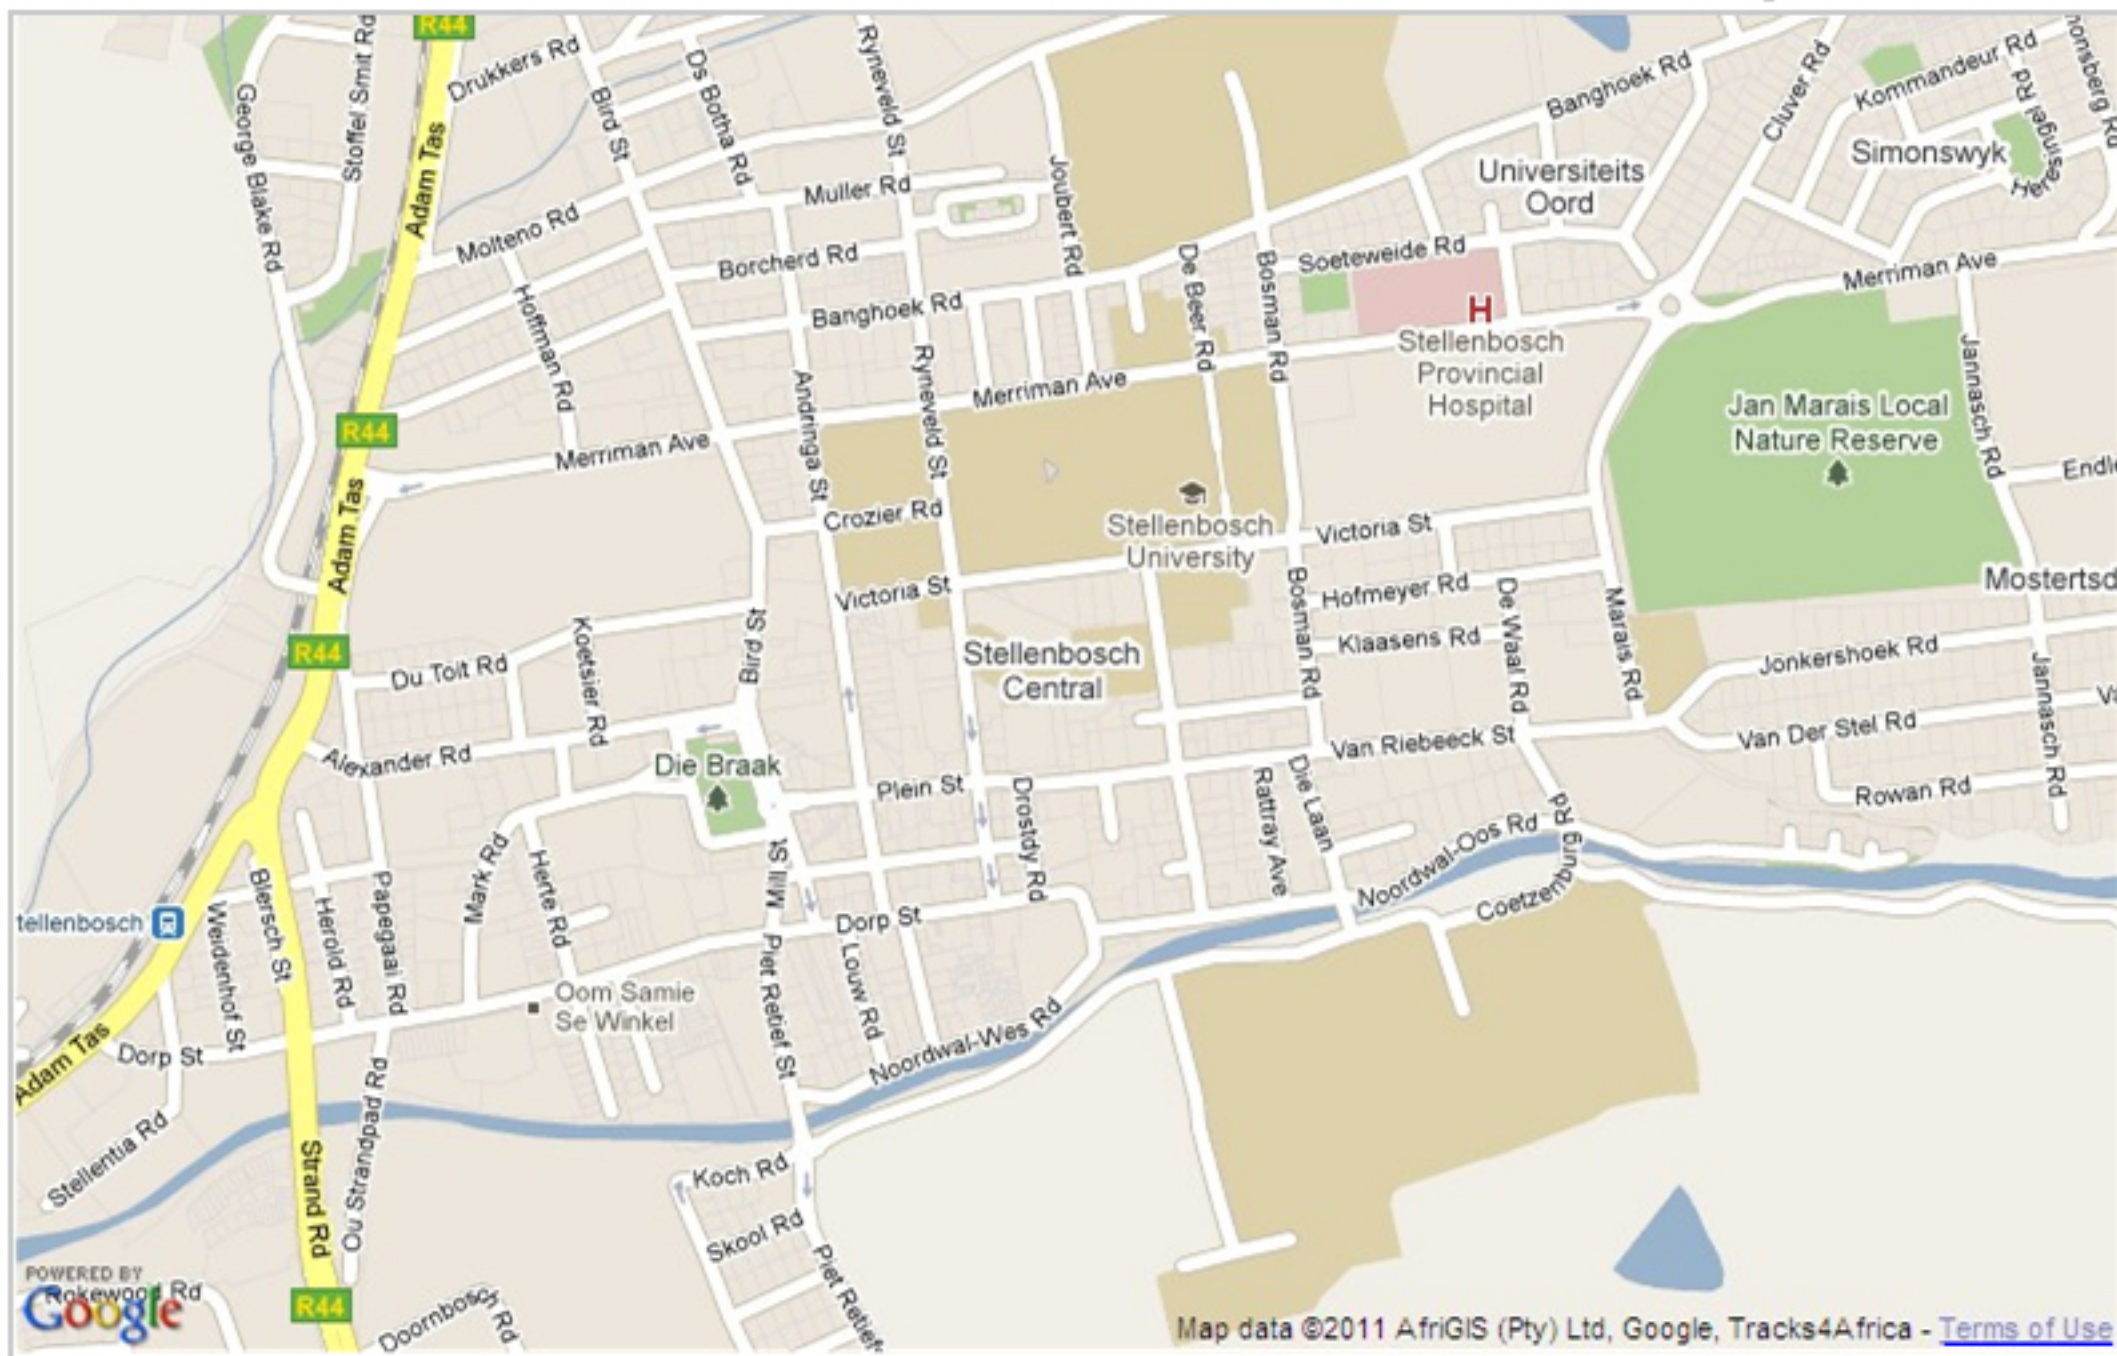 R44
Drukkers Rd
Stoffel Smit Rd
George Blake Rd
Adam Tas
Bird St
Ds Botha Rd
Ryneveld St
Muller Rd
Joubert Rd
Banghoek Rd
Cluver Rd
Kommandeur Rd
Simonswyk
Universiteits
Oord
Molteno Rd
Borcherd Rd
Hoffman Rd
Banghoek Rd
De Beer Rd
Bosman Rd
Soeteweide Rd
Merriman Ave
H
Stellenbosch
Provincial
Hospital
Jan Marais Local
Nature Reserve
Jannasch Rd
R44
Andringa St
Ryneveld St
Merriman Ave
Merriman Ave
Adam Tas
Crozier Rd
Stellenbosch
University
Victoria St
Victoria St
Hofmeyer Rd
Klaasens Rd
Bosman Rd
De Waal Rd
Marais Rd
Jonkershoek Rd
Van Der Stel Rd
Rowan Rd
Jannasch Rd
R44
Du Toit Rd
Koetsier Rd
Bird St
Stellenbosch
Central
Alexander Rd
Die Braak
Plein St
Van Riebeeck St
Drostdy Rd
Rattray Ave
Die Laan
Noordwal-Oos Rd
Coetzenburg Rd
Mark Rd
Herte Rd
Mill St
Dorp St
tellenbosch
Weidenhof St
Blersch St
Herold Rd
Papegaai Rd
Oom Samie
Se Winkel
Piet Retief St
Louw Rd
Noordwal-Wes Rd
Adam Tas
Dorp St
Stellentia Rd
Strand Rd
Ou Strandpad Rd
Koch Rd
Skool Rd
Piet Retief
POWERED BY
Google
Rokewood Rd
R44
Doornbosch Rd
Map data ©2011 AfriGIS (Pty) Ltd, Google, Tracks4Africa - Terms of Use